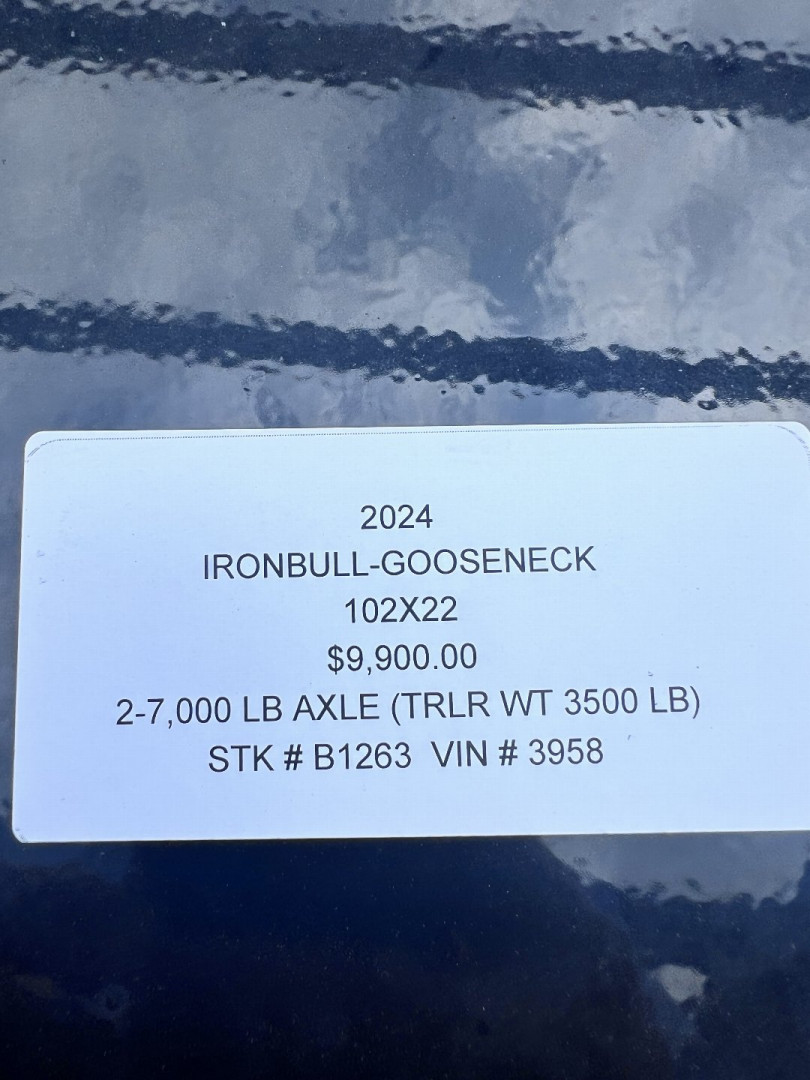 2024
IRONBULL-GOOSENECK
102X22
$9,900.00
2-7,000 LB AXLE (TRLR WT 3500 LB)
STK # B1263 VIN # 3958